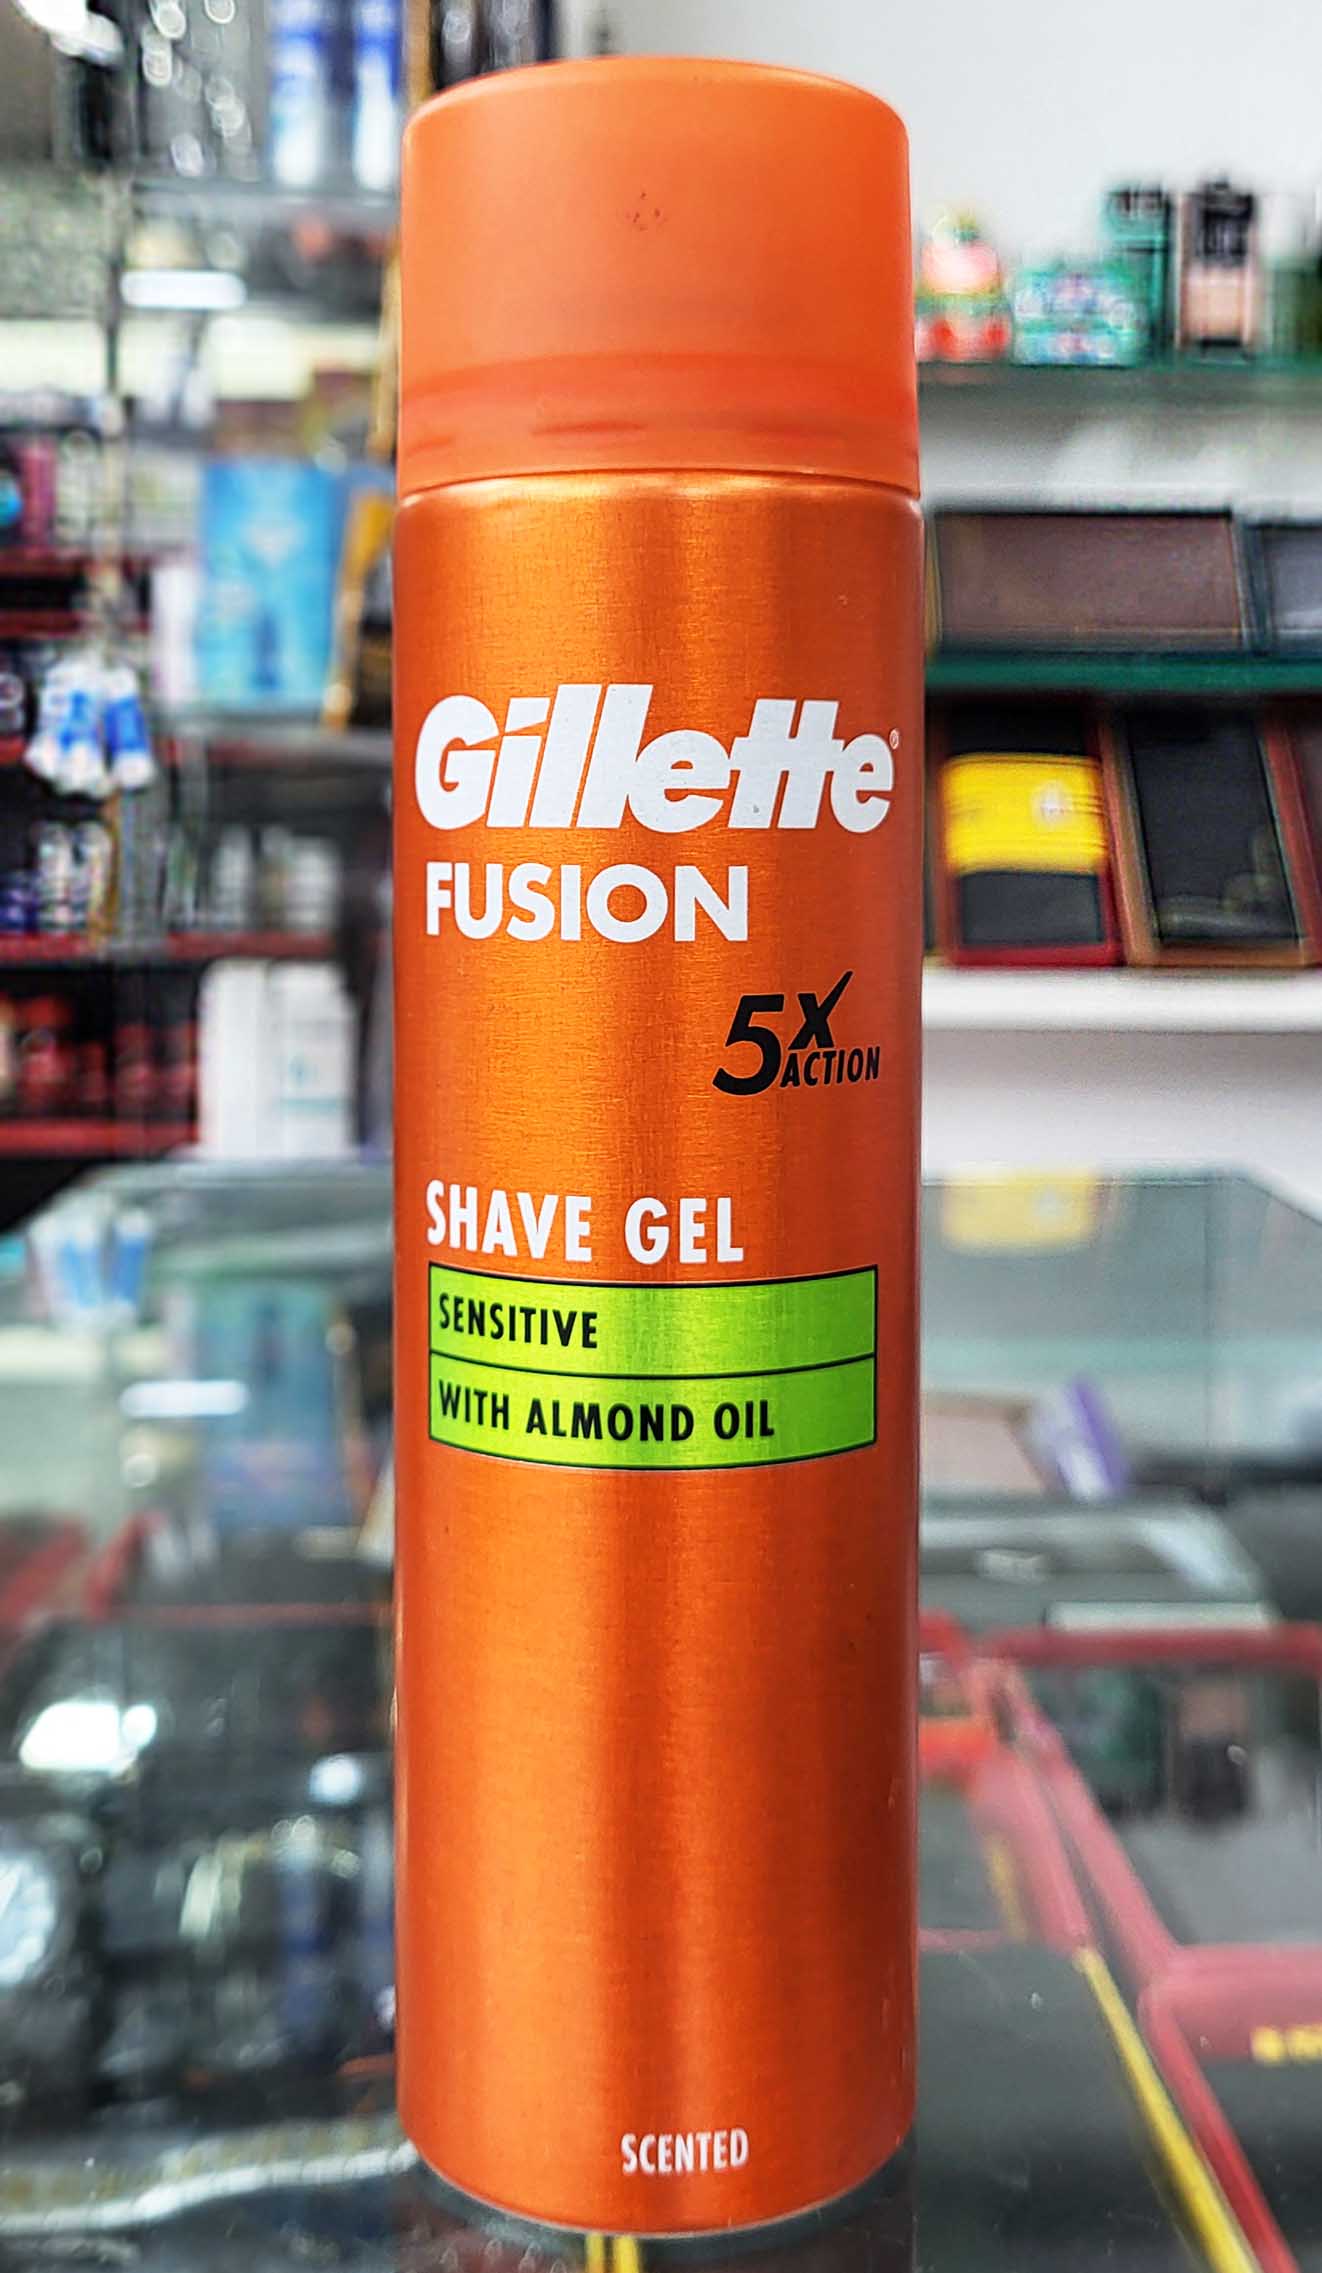 Gillette®
FUSION
5X
ACTION
SHAVE GEL
SENSITIVE
WITH ALMOND OIL
SCENTED